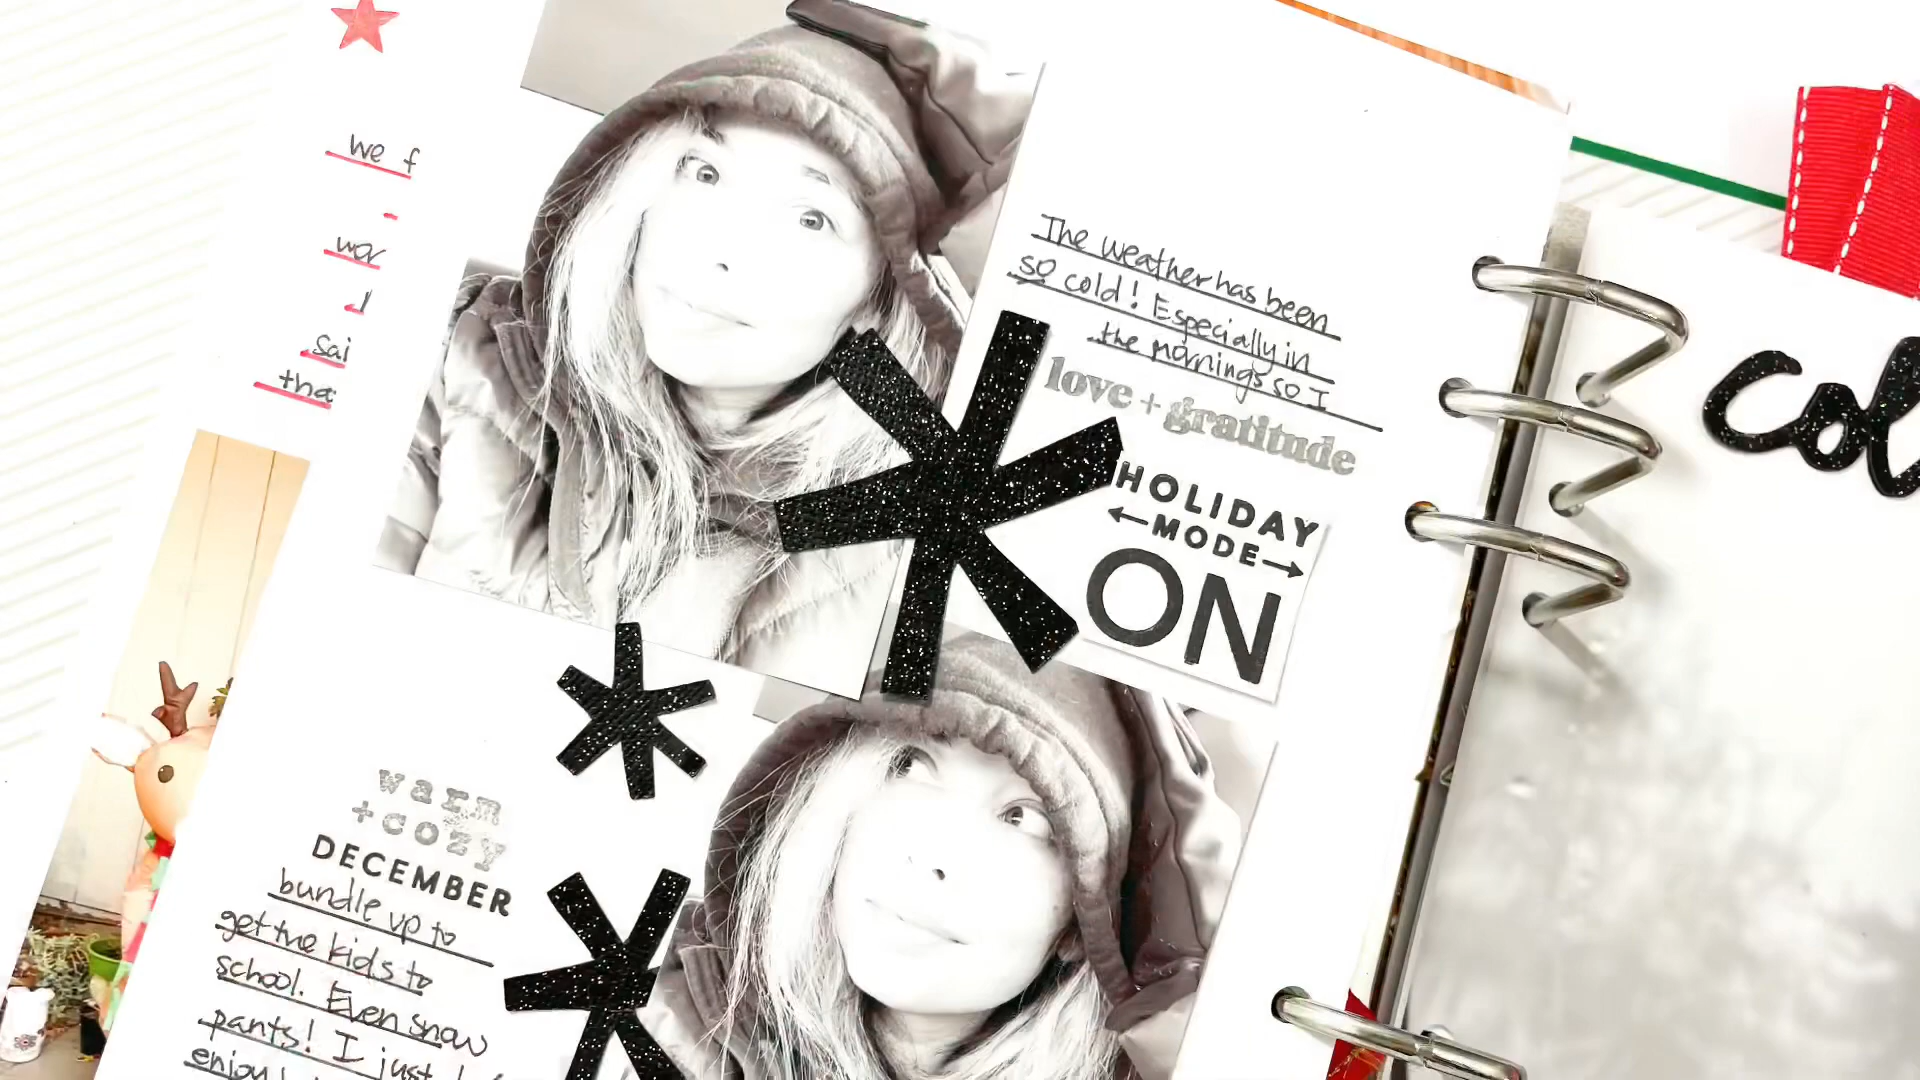 we f
wor
sai
tha
The weather has been
so cold! Especially in
the mornings so I
love + gratitude
HOLIDAY
MODE
ON
warm
+cozy
DECEMBER
bundle up to
get the kids to
school. Even snow
pants! I just
enjoy
col